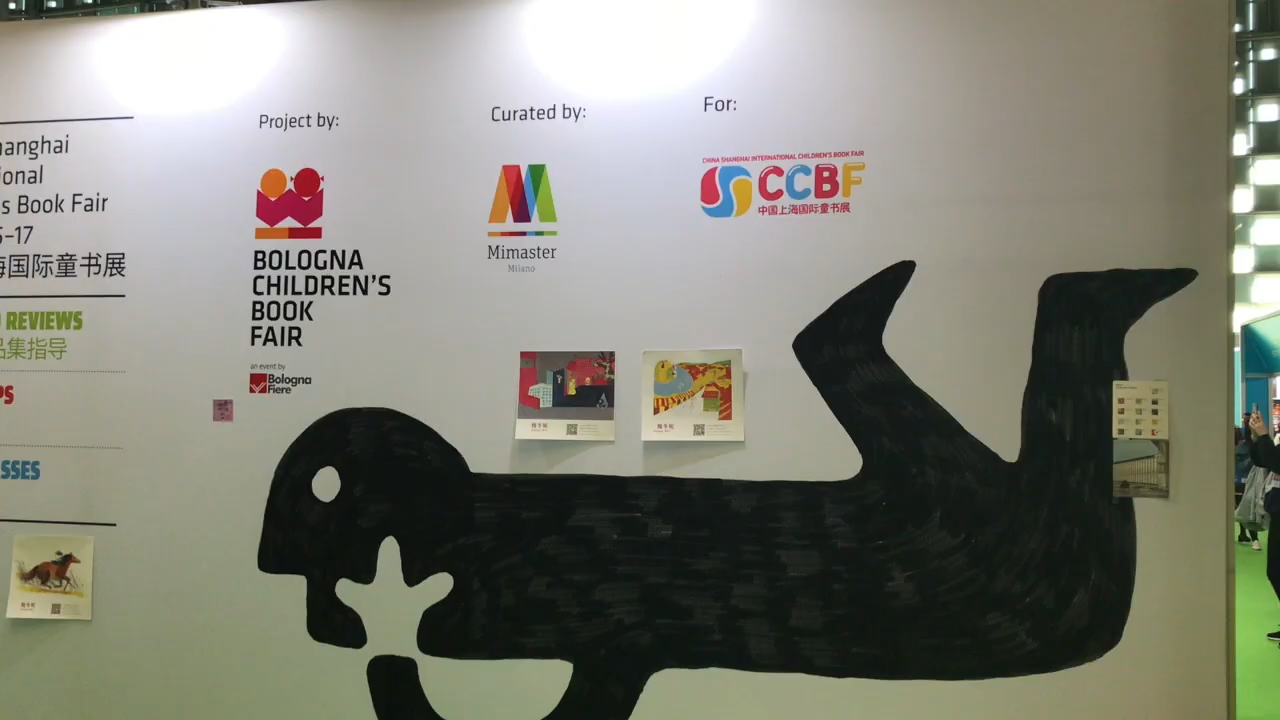 hanghai
ional
s Book Fair
5-17
海国际童书展
REVIEWS
品集指导
PS
SSES
Project by:
BOLOGNA
CHILDREN'S
BOOK
FAIR
an event by
Bologna
Fiere
Curated by:
Mimaster
Milano
For:
CHINA SHANGHAI INTERNATIONAL CHILDREN'S BOOK FAIR
CCBF
中国上海国际童书展